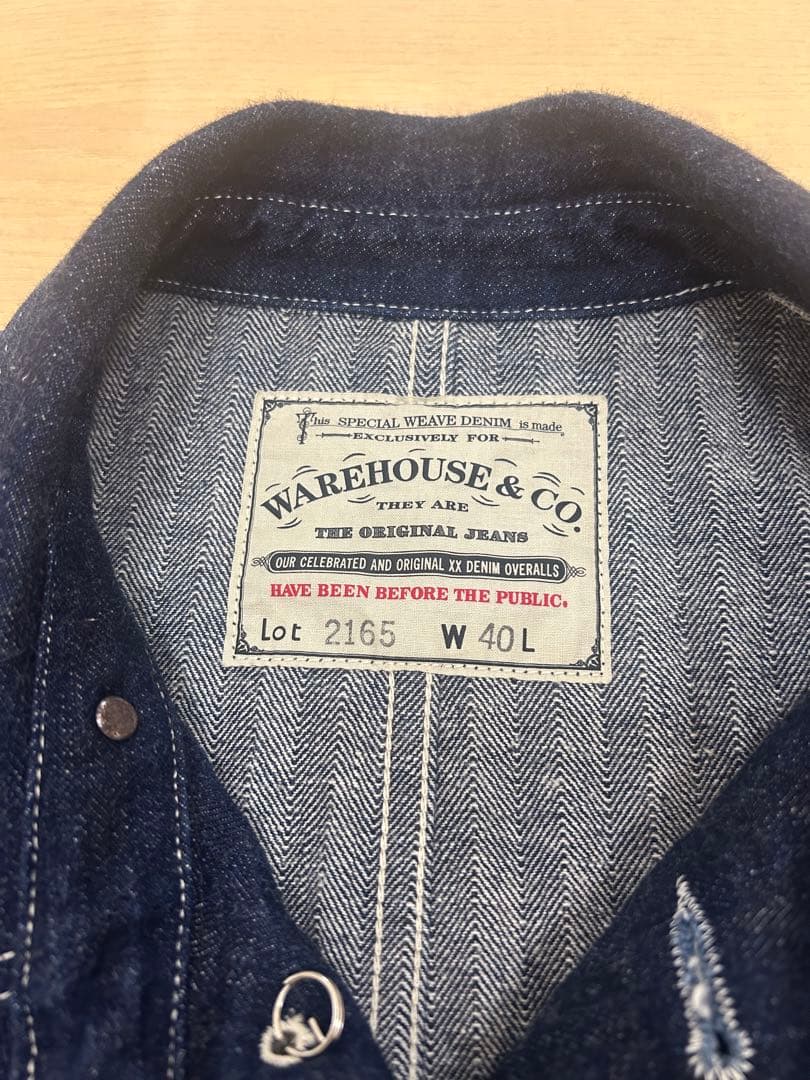 This SPECIAL WEAVE DENIM is made
EXCLUSIVELY FOR
WAREHOUSE & CO.
THEY ARE
THE ORIGINAL JEANS
OUR CELEBRATED AND ORIGINAL XX DENIM OVERALLS
HAVE BEEN BEFORE THE PUBLIC.
Lot 2165 W 40L